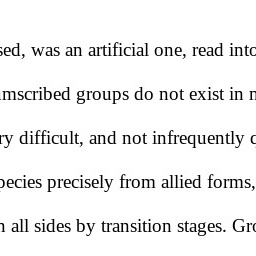 sed, was an artificial one, read into
umscribed groups do not exist in n
ry difficult, and not infrequently q
pecies precisely from allied forms,
n all sides by transition stages. Gro